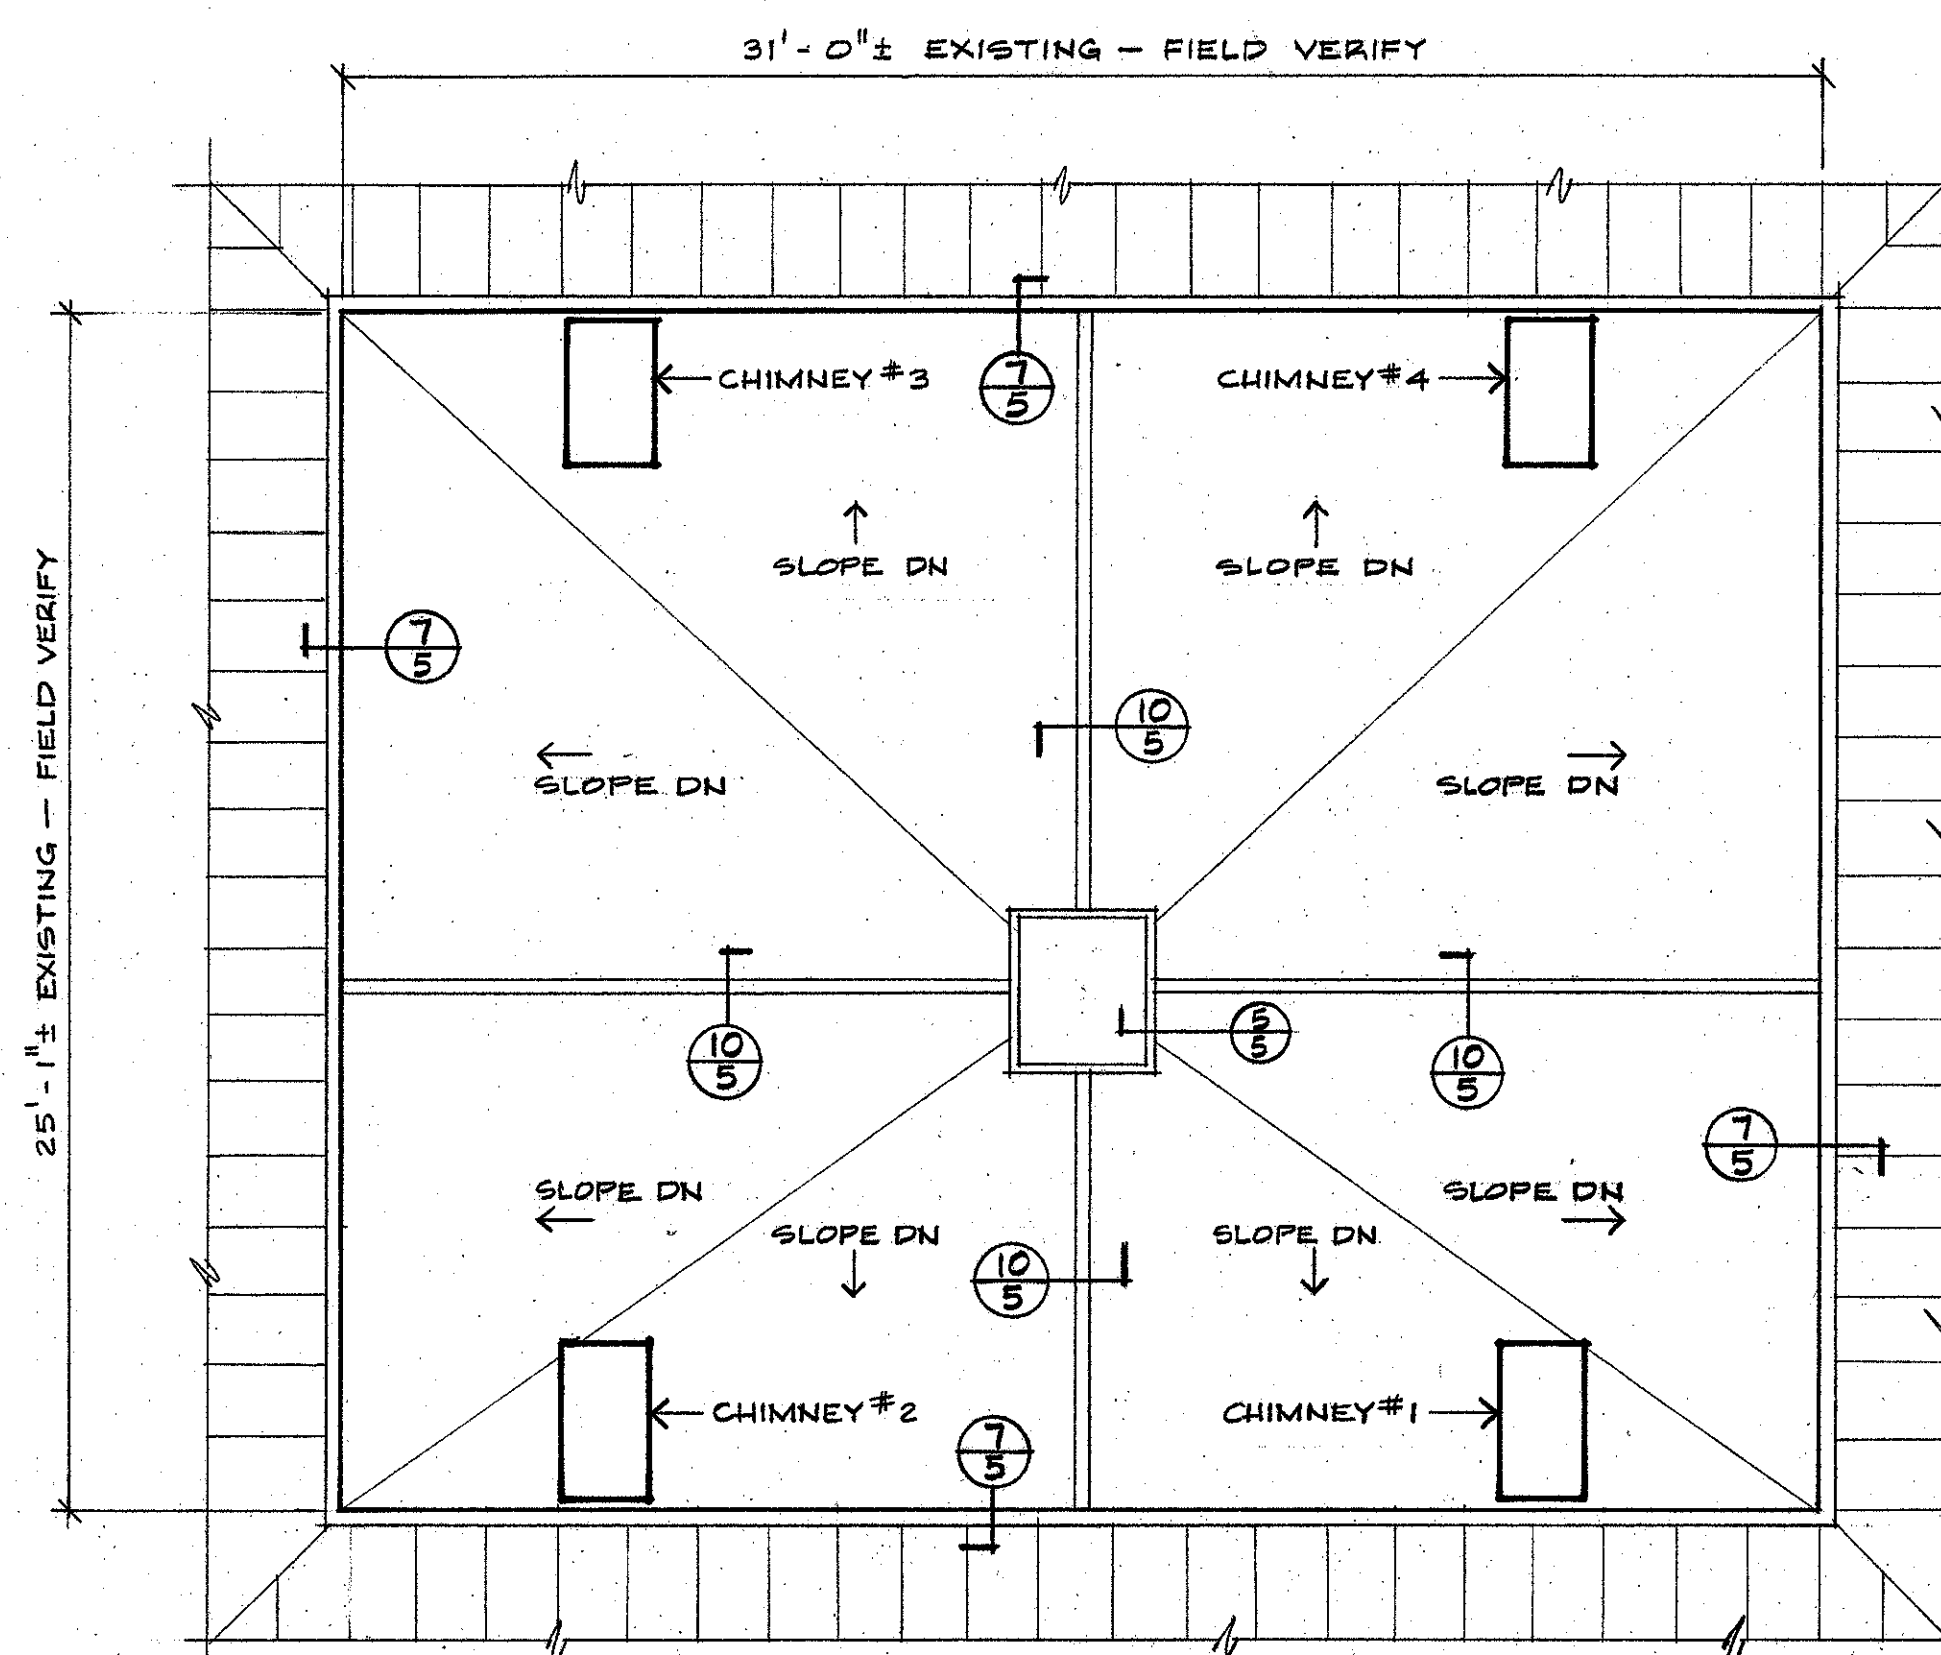 31'-0"± EXISTING — FIELD VERIFY
CHIMNEY #3
7
5
CHIMNEY #4
SLOPE DN
SLOPE DN
25'-1"± EXISTING — FIELD VERIFY
7
5
10
5
SLOPE DN
SLOPE DN
10
5
5
5
10
5
7
5
SLOPE DN
SLOPE DN
SLOPE DN
SLOPE DN
10
5
CHIMNEY #2
CHIMNEY #1
7
5